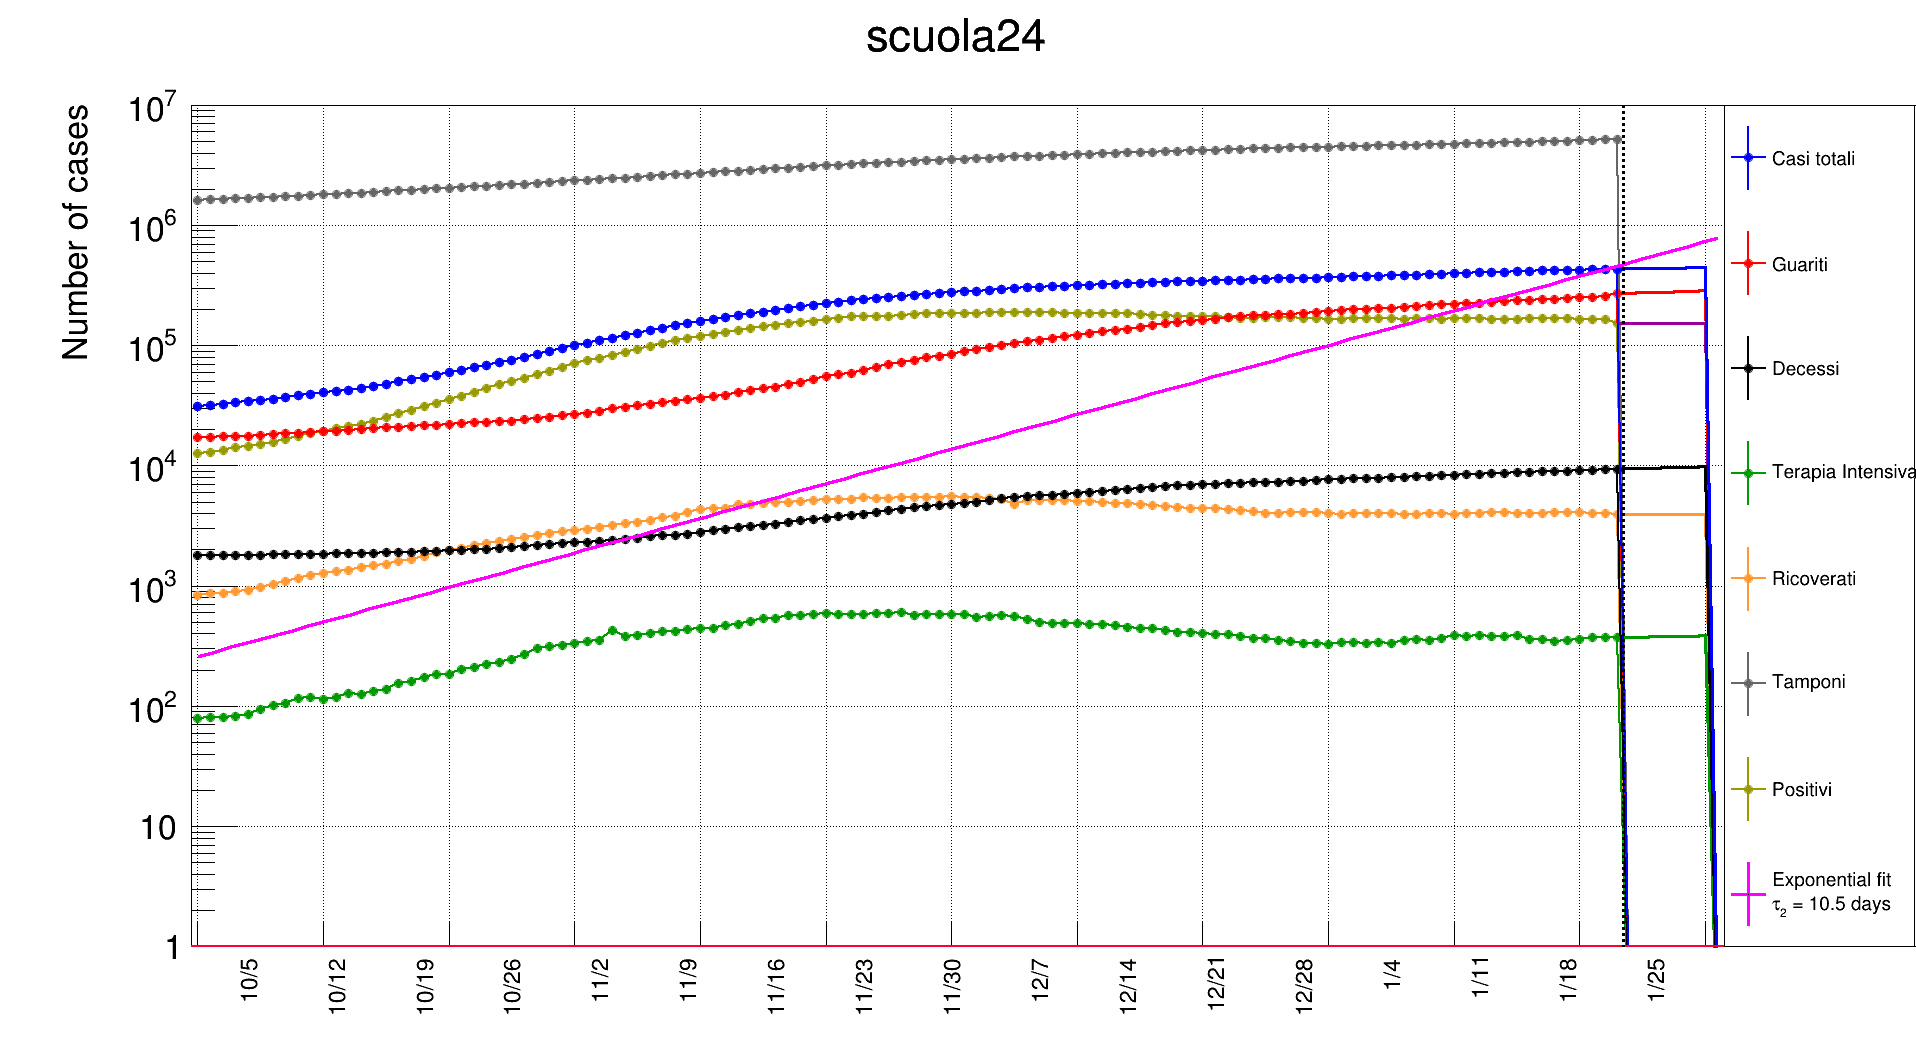 scuola24
Number of cases
10^7
10^6
10^5
10^4
10^3
10^2
10
1
10/5
10/12
10/19
10/26
11/2
11/9
11/16
11/23
11/30
12/7
12/14
12/21
12/28
1/4
1/11
1/18
1/25
Casi totali
Guariti
Decessi
Terapia Intensiva
Ricoverati
Tamponi
Positivi
Exponential fit
τ₂ = 10.5 days